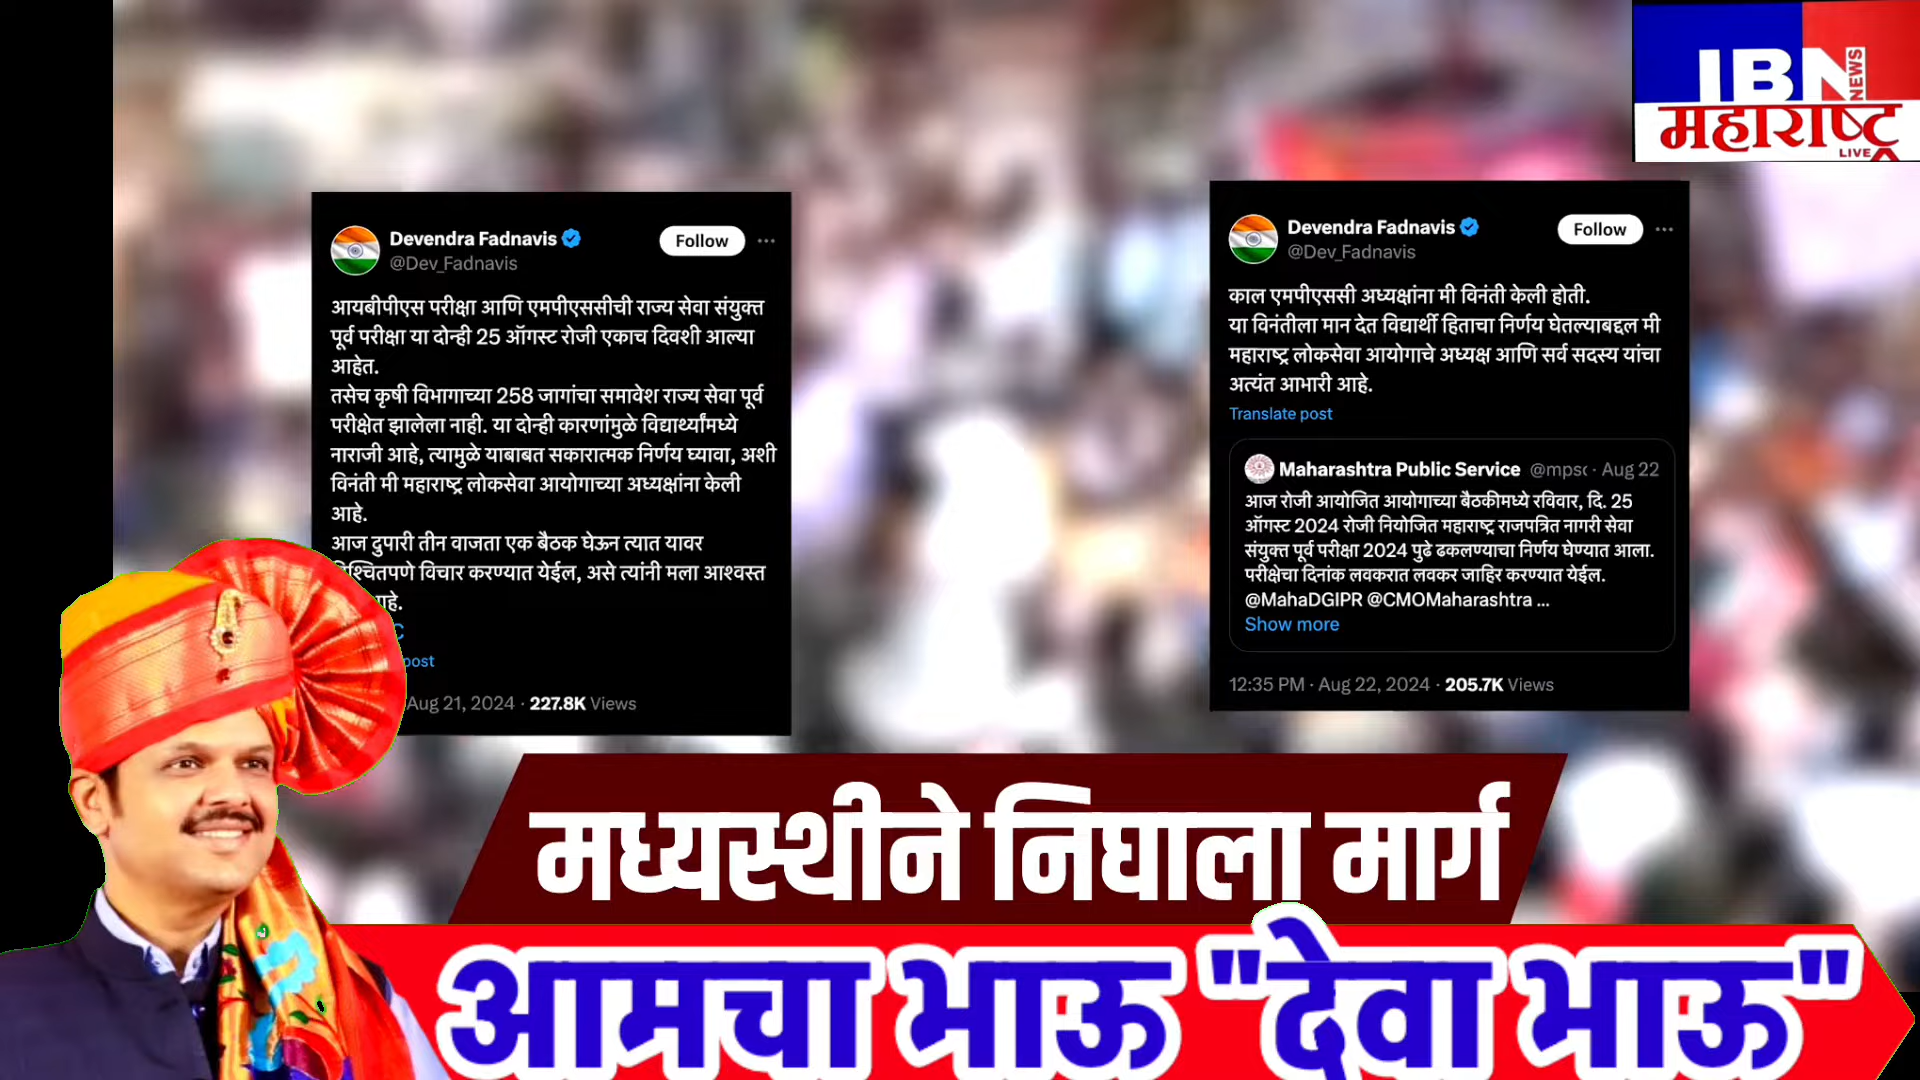 IBN
NEWS
महाराष्ट्र
LIVE
Devendra Fadnavis
Follow
@Dev_Fadnavis
आयबीपीएस परीक्षा आणि एमपीएससीची राज्य सेवा संयुक्त
पूर्व परीक्षा या दोन्ही 25 ऑगस्ट रोजी एकाच दिवशी आल्या
आहेत.
तसेच कृषी विभागाच्या 258 जागांचा समावेश राज्य सेवा पूर्व
परीक्षेत झालेला नाही. या दोन्ही कारणांमुळे विद्यार्थ्यांमध्ये
नाराजी आहे, त्यामुळे याबाबत सकारात्मक निर्णय घ्यावा, अशी
विनंती मी महाराष्ट्र लोकसेवा आयोगाच्या अध्यक्षांना केली
आहे.
आज दुपारी तीन वाजता एक बैठक घेऊन त्यात यावर
विचार करण्यात येईल, असे त्यांनी मला आश्वस्त
post
Aug 21, 2024 · 227.8K Views
Devendra Fadnavis
Follow
@Dev_Fadnavis
काल एमपीएससी अध्यक्षांना मी विनंती केली होती.
या विनंतीला मान देत विद्यार्थी हिताचा निर्णय घेतल्याबद्दल मी
महाराष्ट्र लोकसेवा आयोगाचे अध्यक्ष आणि सर्व सदस्य यांचा
अत्यंत आभारी आहे.
Translate post
Maharashtra Public Service @mpsc · Aug 22
आज रोजी आयोजित आयोगाच्या बैठकीमध्ये रविवार, दि. 25
ऑगस्ट 2024 रोजी नियोजित महाराष्ट्र राजपत्रित नागरी सेवा
संयुक्त पूर्व परीक्षा 2024 पुढे ढकलण्याचा निर्णय घेण्यात आला.
परीक्षेचा दिनांक लवकरात लवकर जाहिर करण्यात येईल.
@MahaDGIPR @CMOMaharashtra ...
Show more
12:35 PM · Aug 22, 2024 · 205.7K Views
मध्यस्थीने निघाला मार्ग
आमचा भाऊ "देवा भाऊ"